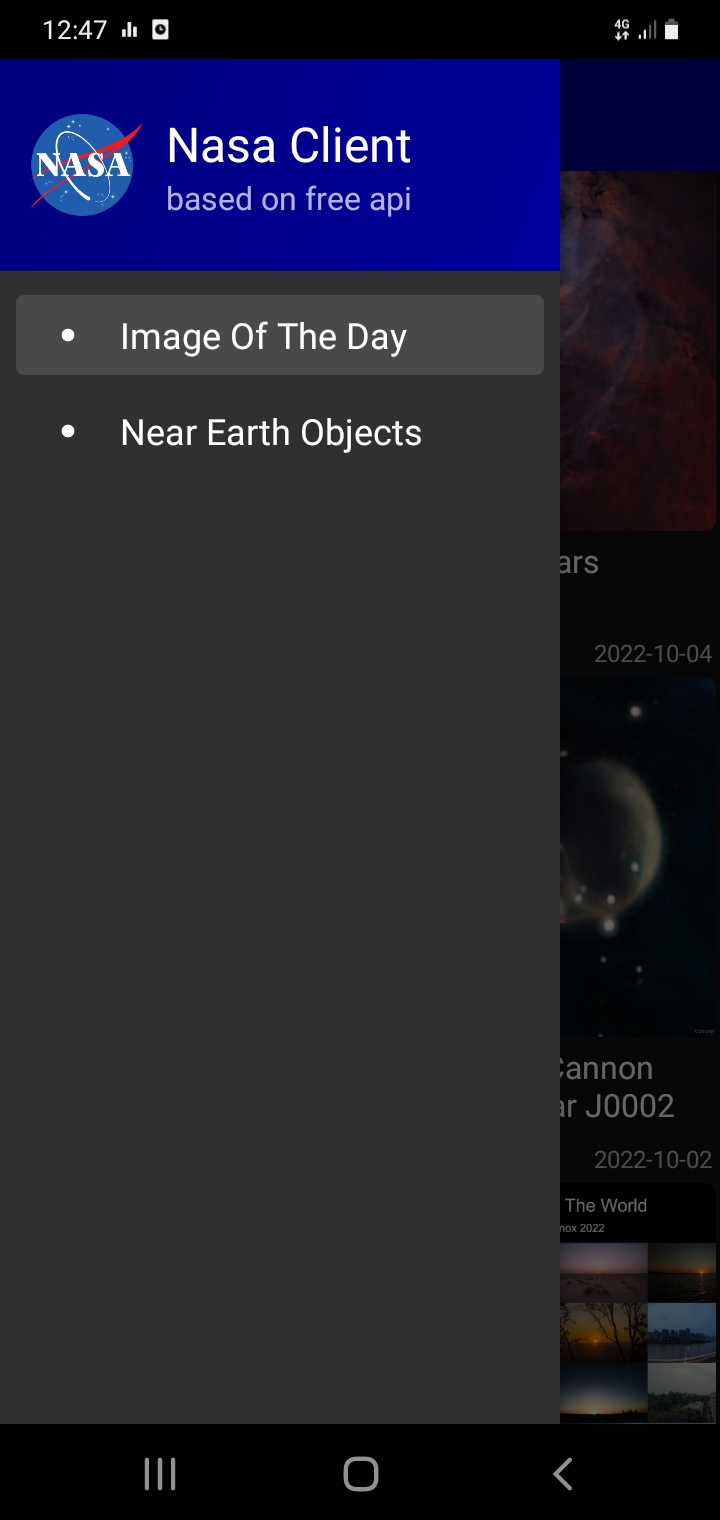 12:47
4G
NASA
Nasa Client
based on free api
Image Of The Day
Near Earth Objects
ars
2022-10-04
Cannon
ar J0002
2022-10-02
The World
nox 2022